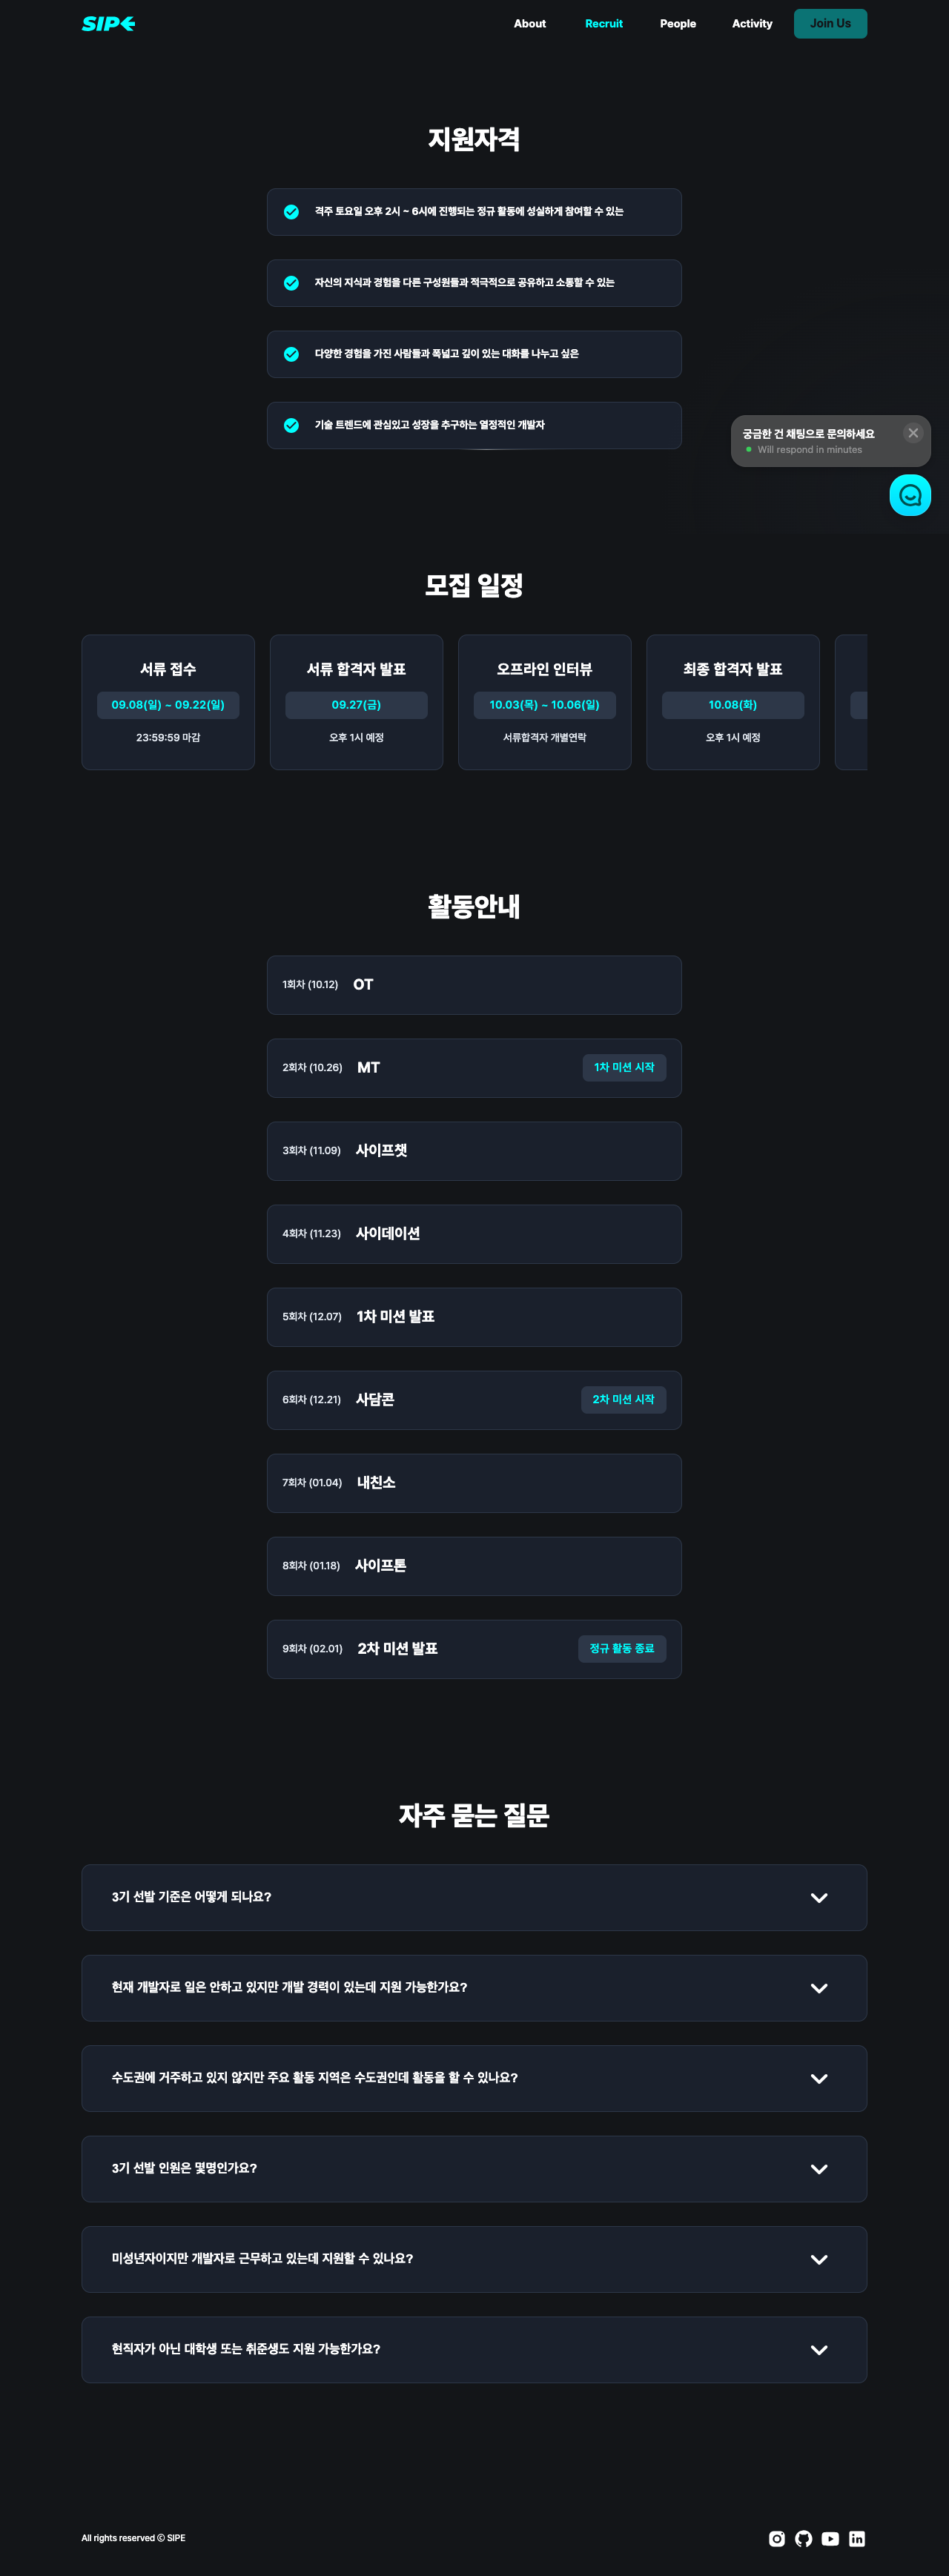 SIPE
About
Recruit
People
Activity
Join Us
지원자격
격주 토요일 오후 2시 ~ 6시에 진행되는 정규 활동에 성실하게 참여할 수 있는
자신의 지식과 경험을 다른 구성원들과 적극적으로 공유하고 소통할 수 있는
다양한 경험을 가진 사람들과 폭넓고 깊이 있는 대화를 나누고 싶은
기술 트렌드에 관심있고 성장을 추구하는 열정적인 개발자
궁금한 건 채팅으로 문의하세요
Will respond in minutes
모집 일정
서류 접수
09.08(일) ~ 09.22(일)
23:59:59 마감
서류 합격자 발표
09.27(금)
오후 1시 예정
오프라인 인터뷰
10.03(목) ~ 10.06(일)
서류합격자 개별연락
최종 합격자 발표
10.08(화)
오후 1시 예정
활동안내
1회차 (10.12) OT
2회차 (10.26) MT 1차 미션 시작
3회차 (11.09) 사이프챗
4회차 (11.23) 사이데이션
5회차 (12.07) 1차 미션 발표
6회차 (12.21) 사담콘 2차 미션 시작
7회차 (01.04) 내친소
8회차 (01.18) 사이프톤
9회차 (02.01) 2차 미션 발표 정규 활동 종료
자주 묻는 질문
3기 선발 기준은 어떻게 되나요?
현재 개발자로 일은 안하고 있지만 개발 경력이 있는데 지원 가능한가요?
수도권에 거주하고 있지 않지만 주요 활동 지역은 수도권인데 활동을 할 수 있나요?
3기 선발 인원은 몇명인가요?
미성년자이지만 개발자로 근무하고 있는데 지원할 수 있나요?
현직자가 아닌 대학생 또는 취준생도 지원 가능한가요?
All rights reserved ⓒ SIPE